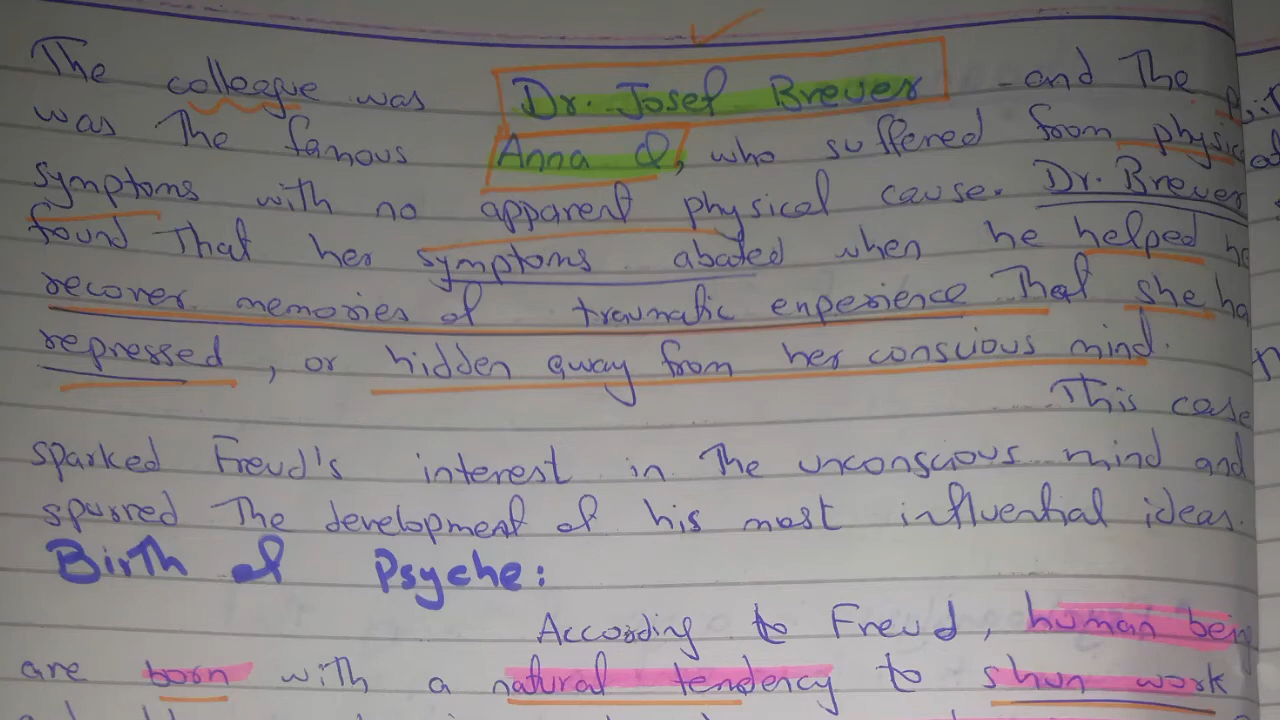 The colleague was Dr. Josef Breuer and The
was The famous Anna O, who suffered from physic
symptoms with no apparent physical cause. Dr. Breuer
found That her symptoms abated when he helped
recover memories of traumatic enperience That she ha
repressed, or hidden away from her conscious mind.
This case
sparked Freud's interest in The unconscious mind and
spurred The development of his most influential ideas.
Birth of Psyche:
According to Freud, human bein
are born with a natural tendency to shun work